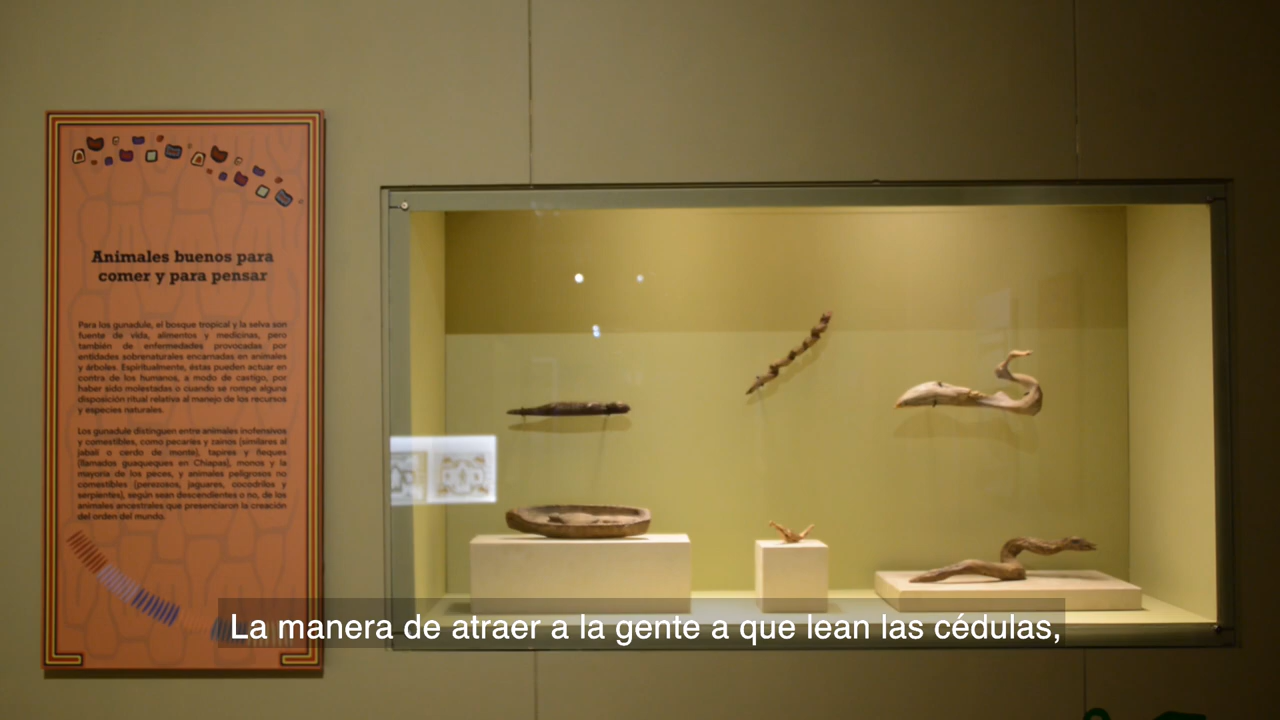 Animales buenos para
comer y para pensar
Para los gunadule, el bosque tropical y la selva son
fuente de vida, alimentos y medicinas, pero
también de enfermedades provocadas por
entidades sobrenaturales encarnadas en animales
y árboles. Espiritualmente, éstas pueden actuar en
contra de los humanos, a modo de castigo, por
haber sido molestadas o cuando se rompe alguna
disposición ritual relativa al manejo de los recursos
y especies naturales.
Los gunadule distinguen entre animales inofensivos
y comestibles, como pecaríes y zainos (similares al
jabalí o cerdo de monte), tapires y ñeques
(llamados guaqueques en Chiapas), monos y la
mayoría de los peces, y animales peligrosos no
comestibles (perezosos, jaguares, cocodrilos y
serpientes), según sean descendientes o no, de los
animales ancestrales que presenciaron la creación
del orden del mundo.
La manera de atraer a la gente a que lean las cédulas,